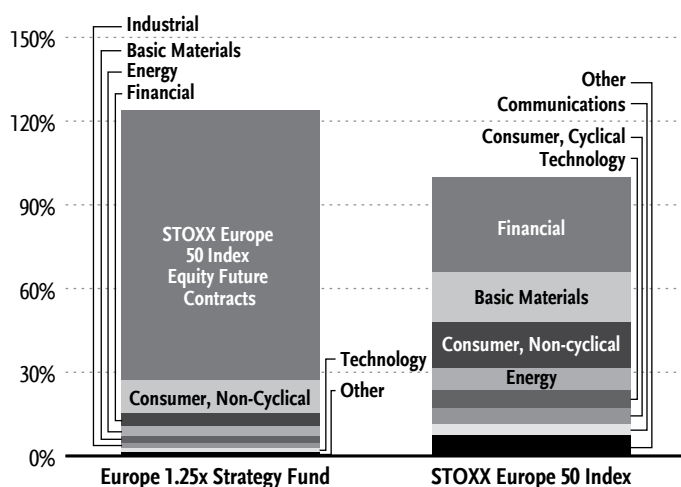 Industrial
Basic Materials
Energy
Financial
150%
120%
90%
60%
30%
0%
STOXX Europe
50 Index
Equity Future
Contracts
Consumer, Non-Cyclical
Technology
Other
Europe 1.25x Strategy Fund
Other
Communications
Consumer, Cyclical
Technology
Financial
Basic Materials
Consumer, Non-cyclical
Energy
STOXX Europe 50 Index